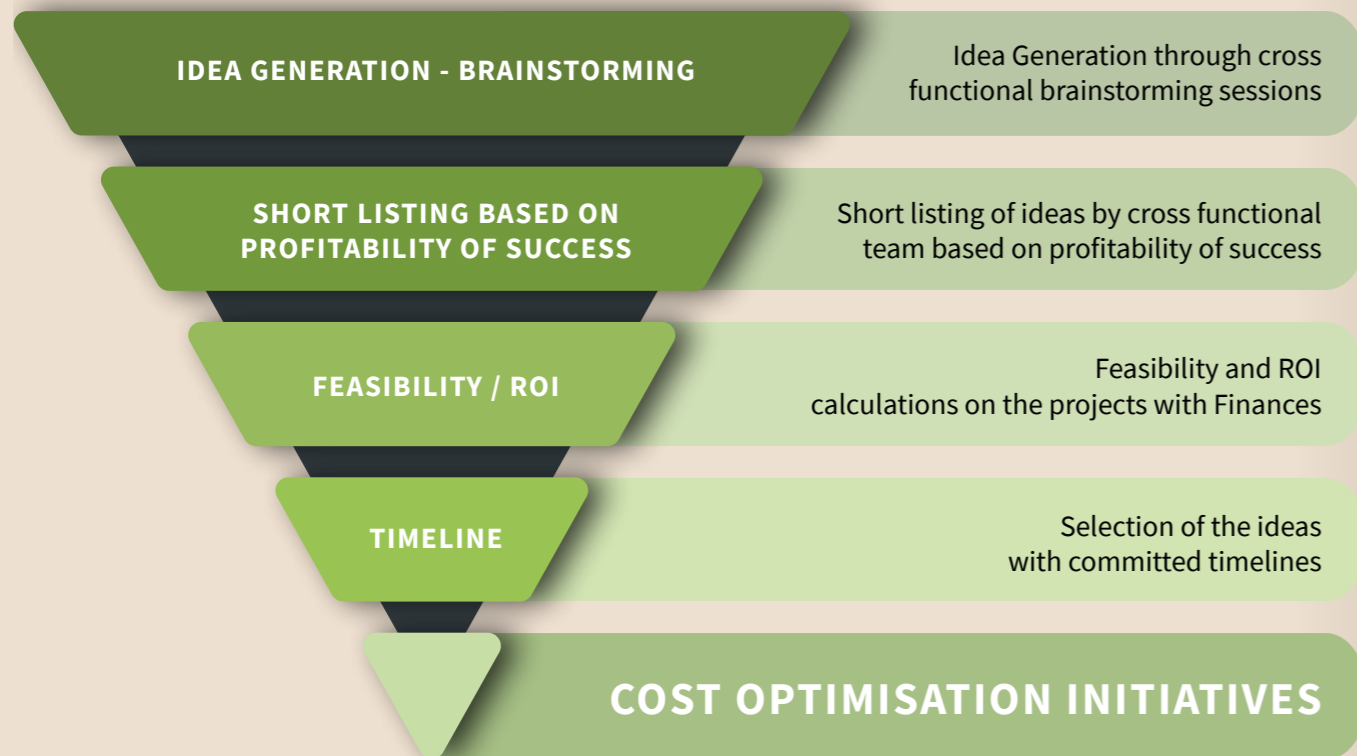 IDEA GENERATION - BRAINSTORMING
Idea Generation through cross
functional brainstorming sessions
SHORT LISTING BASED ON
PROFITABILITY OF SUCCESS
Short listing of ideas by cross functional
team based on profitability of success
FEASIBILITY / ROI
Feasibility and ROI
calculations on the projects with Finances
TIMELINE
Selection of the ideas
with committed timelines
COST OPTIMISATION INITIATIVES